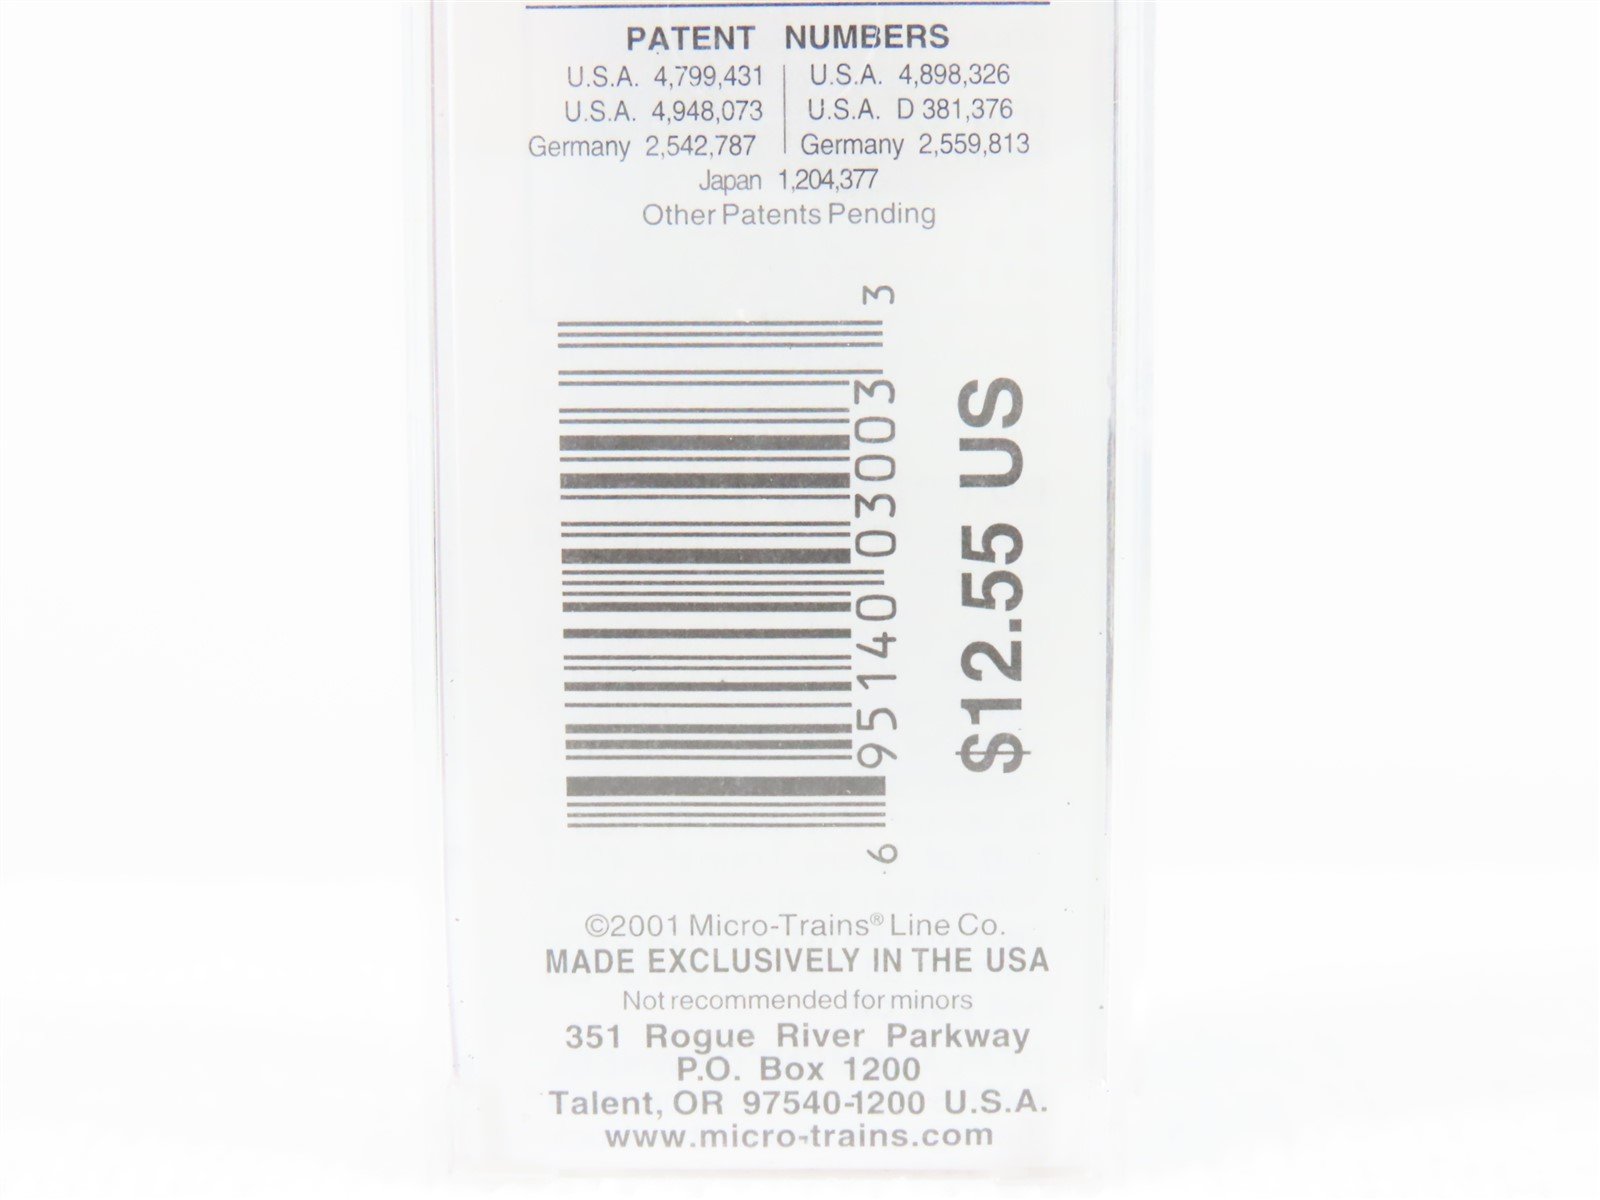 PATENT NUMBERS
U.S.A. 4,799,431 | U.S.A. 4,898,326
U.S.A. 4,948,073 | U.S.A. D 381,376
Germany 2,542,787 | Germany 2,559,813
Japan 1,204,377
Other Patents Pending
6 95140 03003 3
$12.55 US
©2001 Micro-Trains® Line Co.
MADE EXCLUSIVELY IN THE USA
Not recommended for minors
351 Rogue River Parkway
P.O. Box 1200
Talent, OR 97540-1200 U.S.A.
www.micro-trains.com